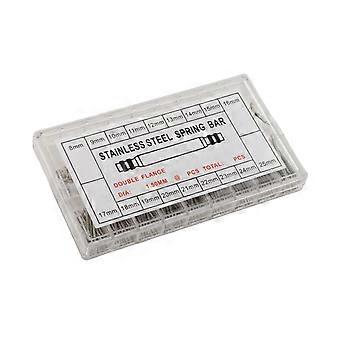 8mm 9mm 10mm 11mm 12mm 13mm 14mm 15mm 16mm
STAINLESS STEEL SPRING BAR
DOUBLE FLANGE
DIA: 1.50MM @ PCS TOTAL: PCS
17mm 18mm 19mm 20mm 21mm 22mm 23mm 24mm 25mm